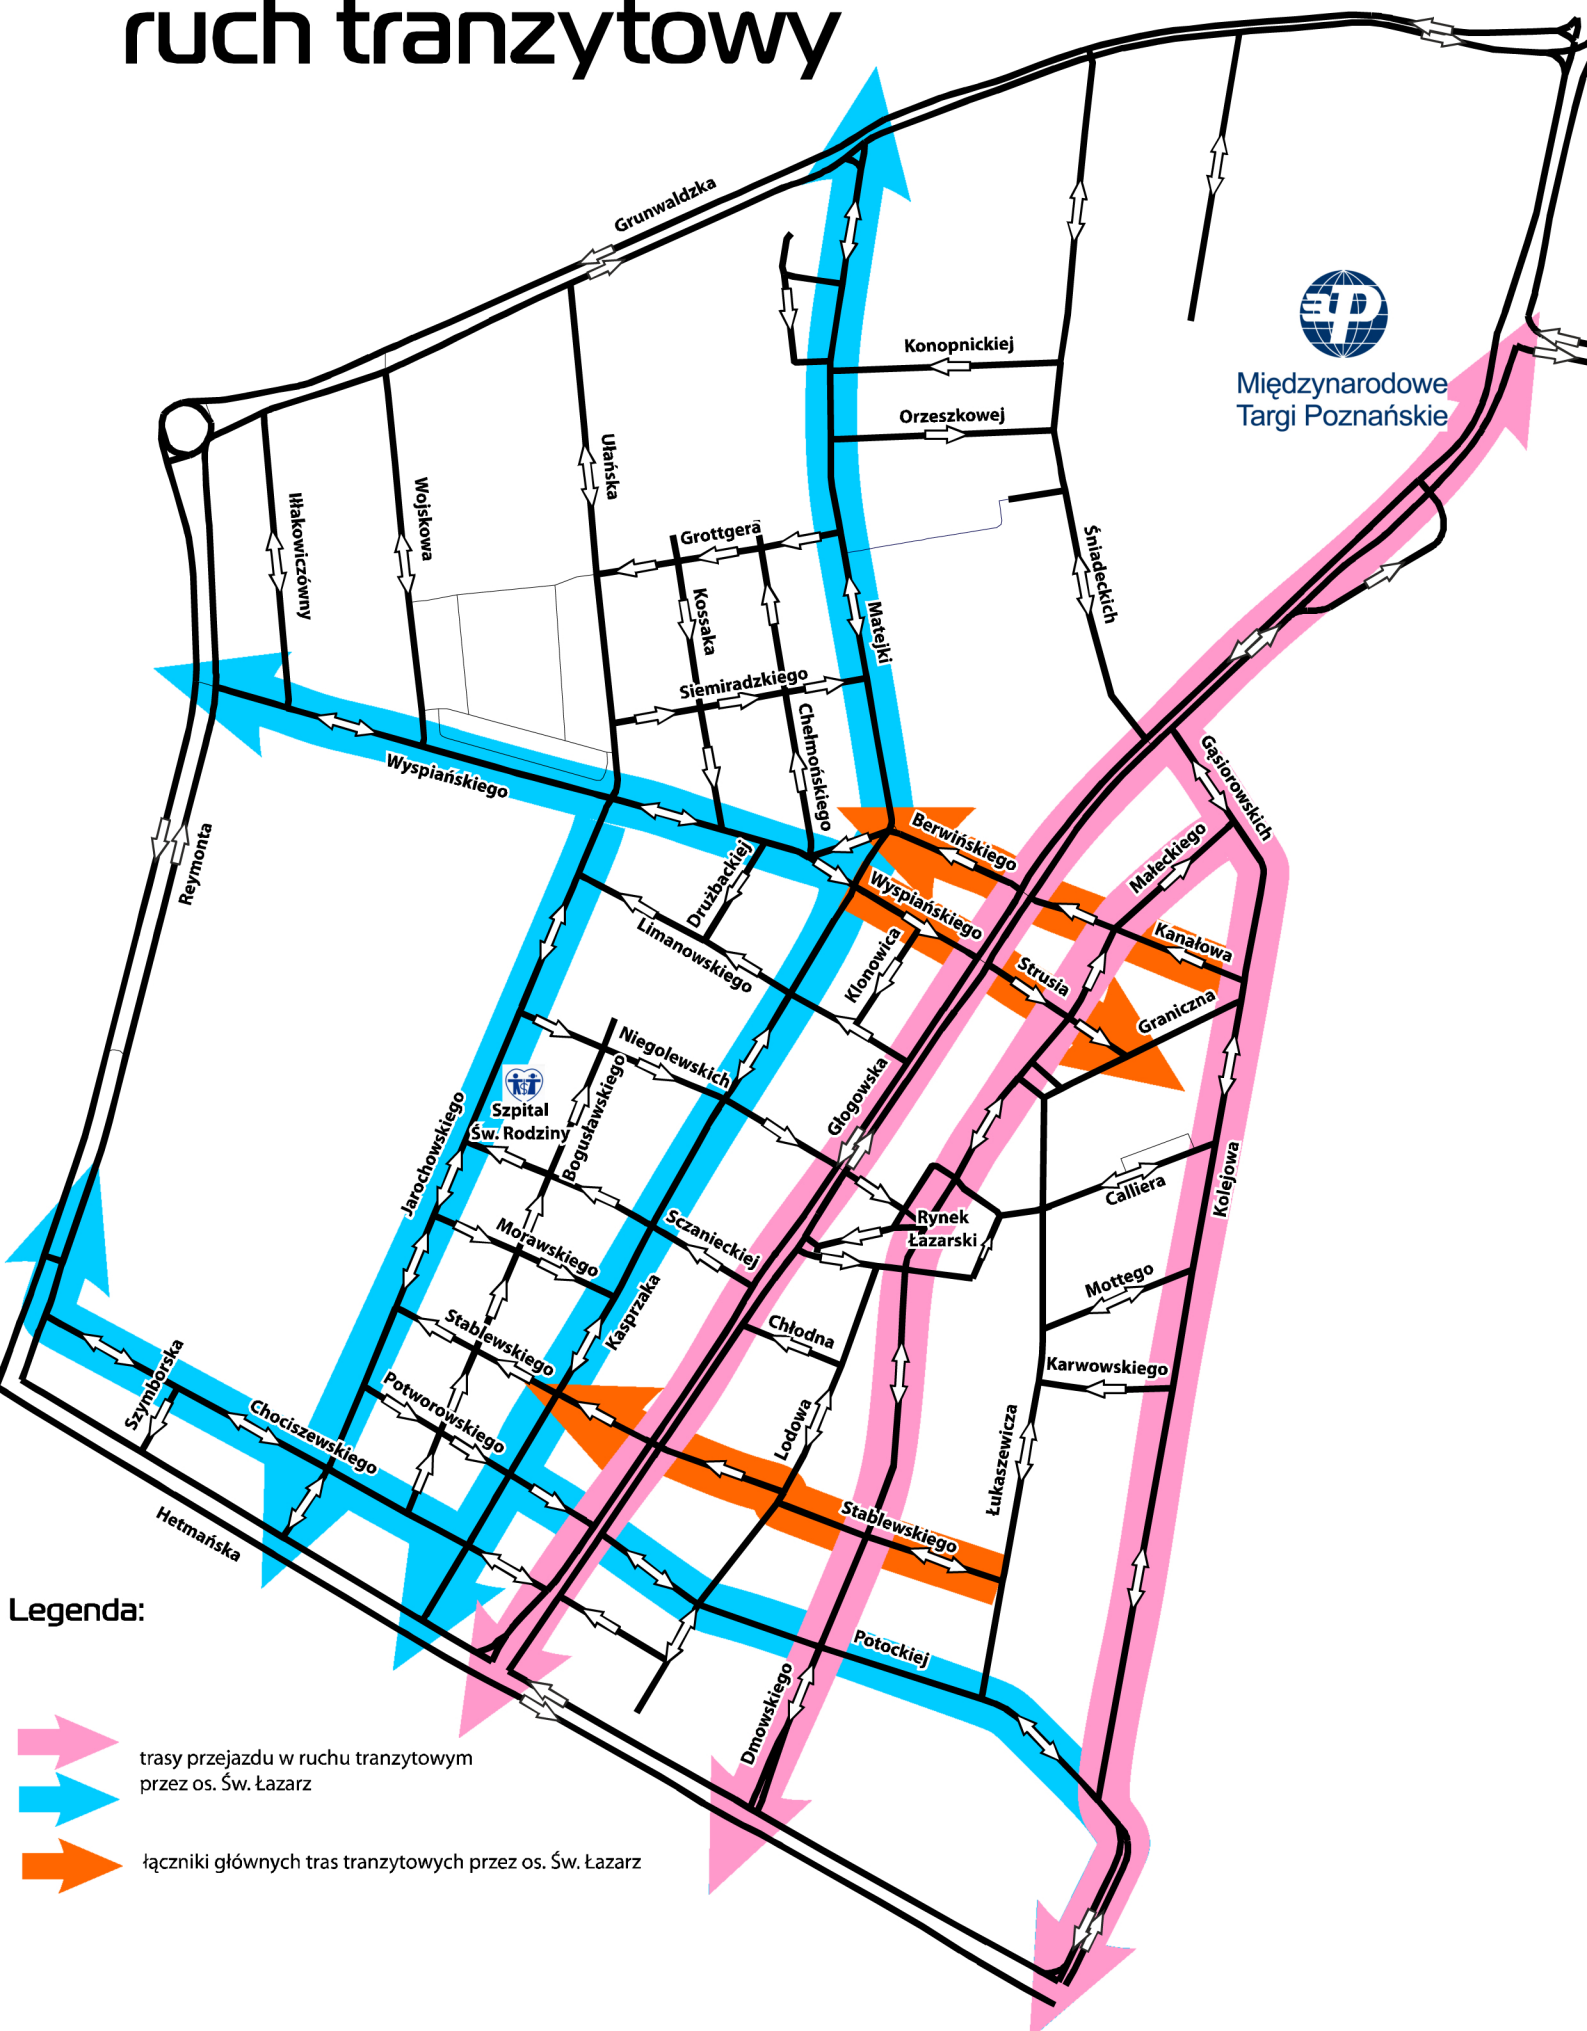 ruch tranzytowy
Grunwaldzka
Międzynarodowe
Targi Poznańskie
Konopnickiej
Orzeszkowej
Ułańska
Wojskowa
Iłłakowiczówny
Grottgera
Kossaka
Matejki
Śniadeckich
Siemiradzkiego
Chełmońskiego
Wyspiańskiego
Gąsiorowskich
Berwińskiego
Małeckiego
Reymonta
Drużbackiej
Wyspiańskiego
Limanowskiego
Klonowica
Kanałowa
Strusia
Graniczna
Niegolewskich
Głogowska
Bogusławskiego
Szpital
Św. Rodziny
Jarochowskiego
Kolejowa
Calliera
Rynek
Łazarski
Sczanieckiej
Morawskiego
Mottego
Kasprzaka
Chłodna
Stablewskiego
Karwowskiego
Szymborska
Potworowskiego
Chociszewskiego
Lodowa
Łukaszewicza
Stablewskiego
Hetmańska
Potockiej
Dmowskiego
Legenda:
trasy przejazdu w ruchu tranzytowym
przez os. Św. Łazarz
łączniki głównych tras tranzytowych przez os. Św. Łazarz